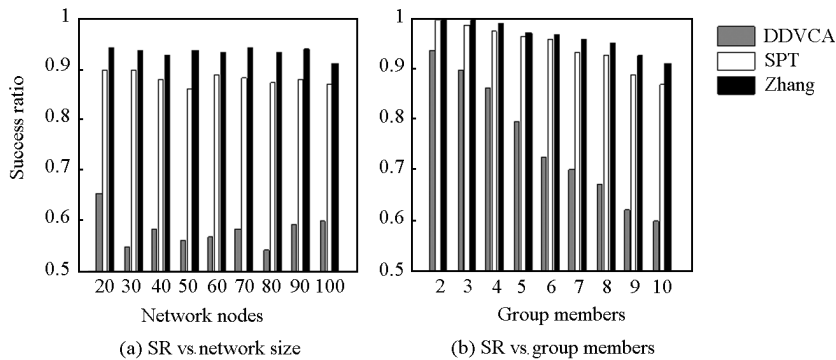 Success ratio
1
0.9
0.8
0.7
0.6
0.5
20 30 40 50 60 70 80 90 100
Network nodes
(a) SR vs.network size
1
0.9
0.8
0.7
0.6
0.5
2 3 4 5 6 7 8 9 10
Group members
(b) SR vs.group members
DDVCA
SPT
Zhang